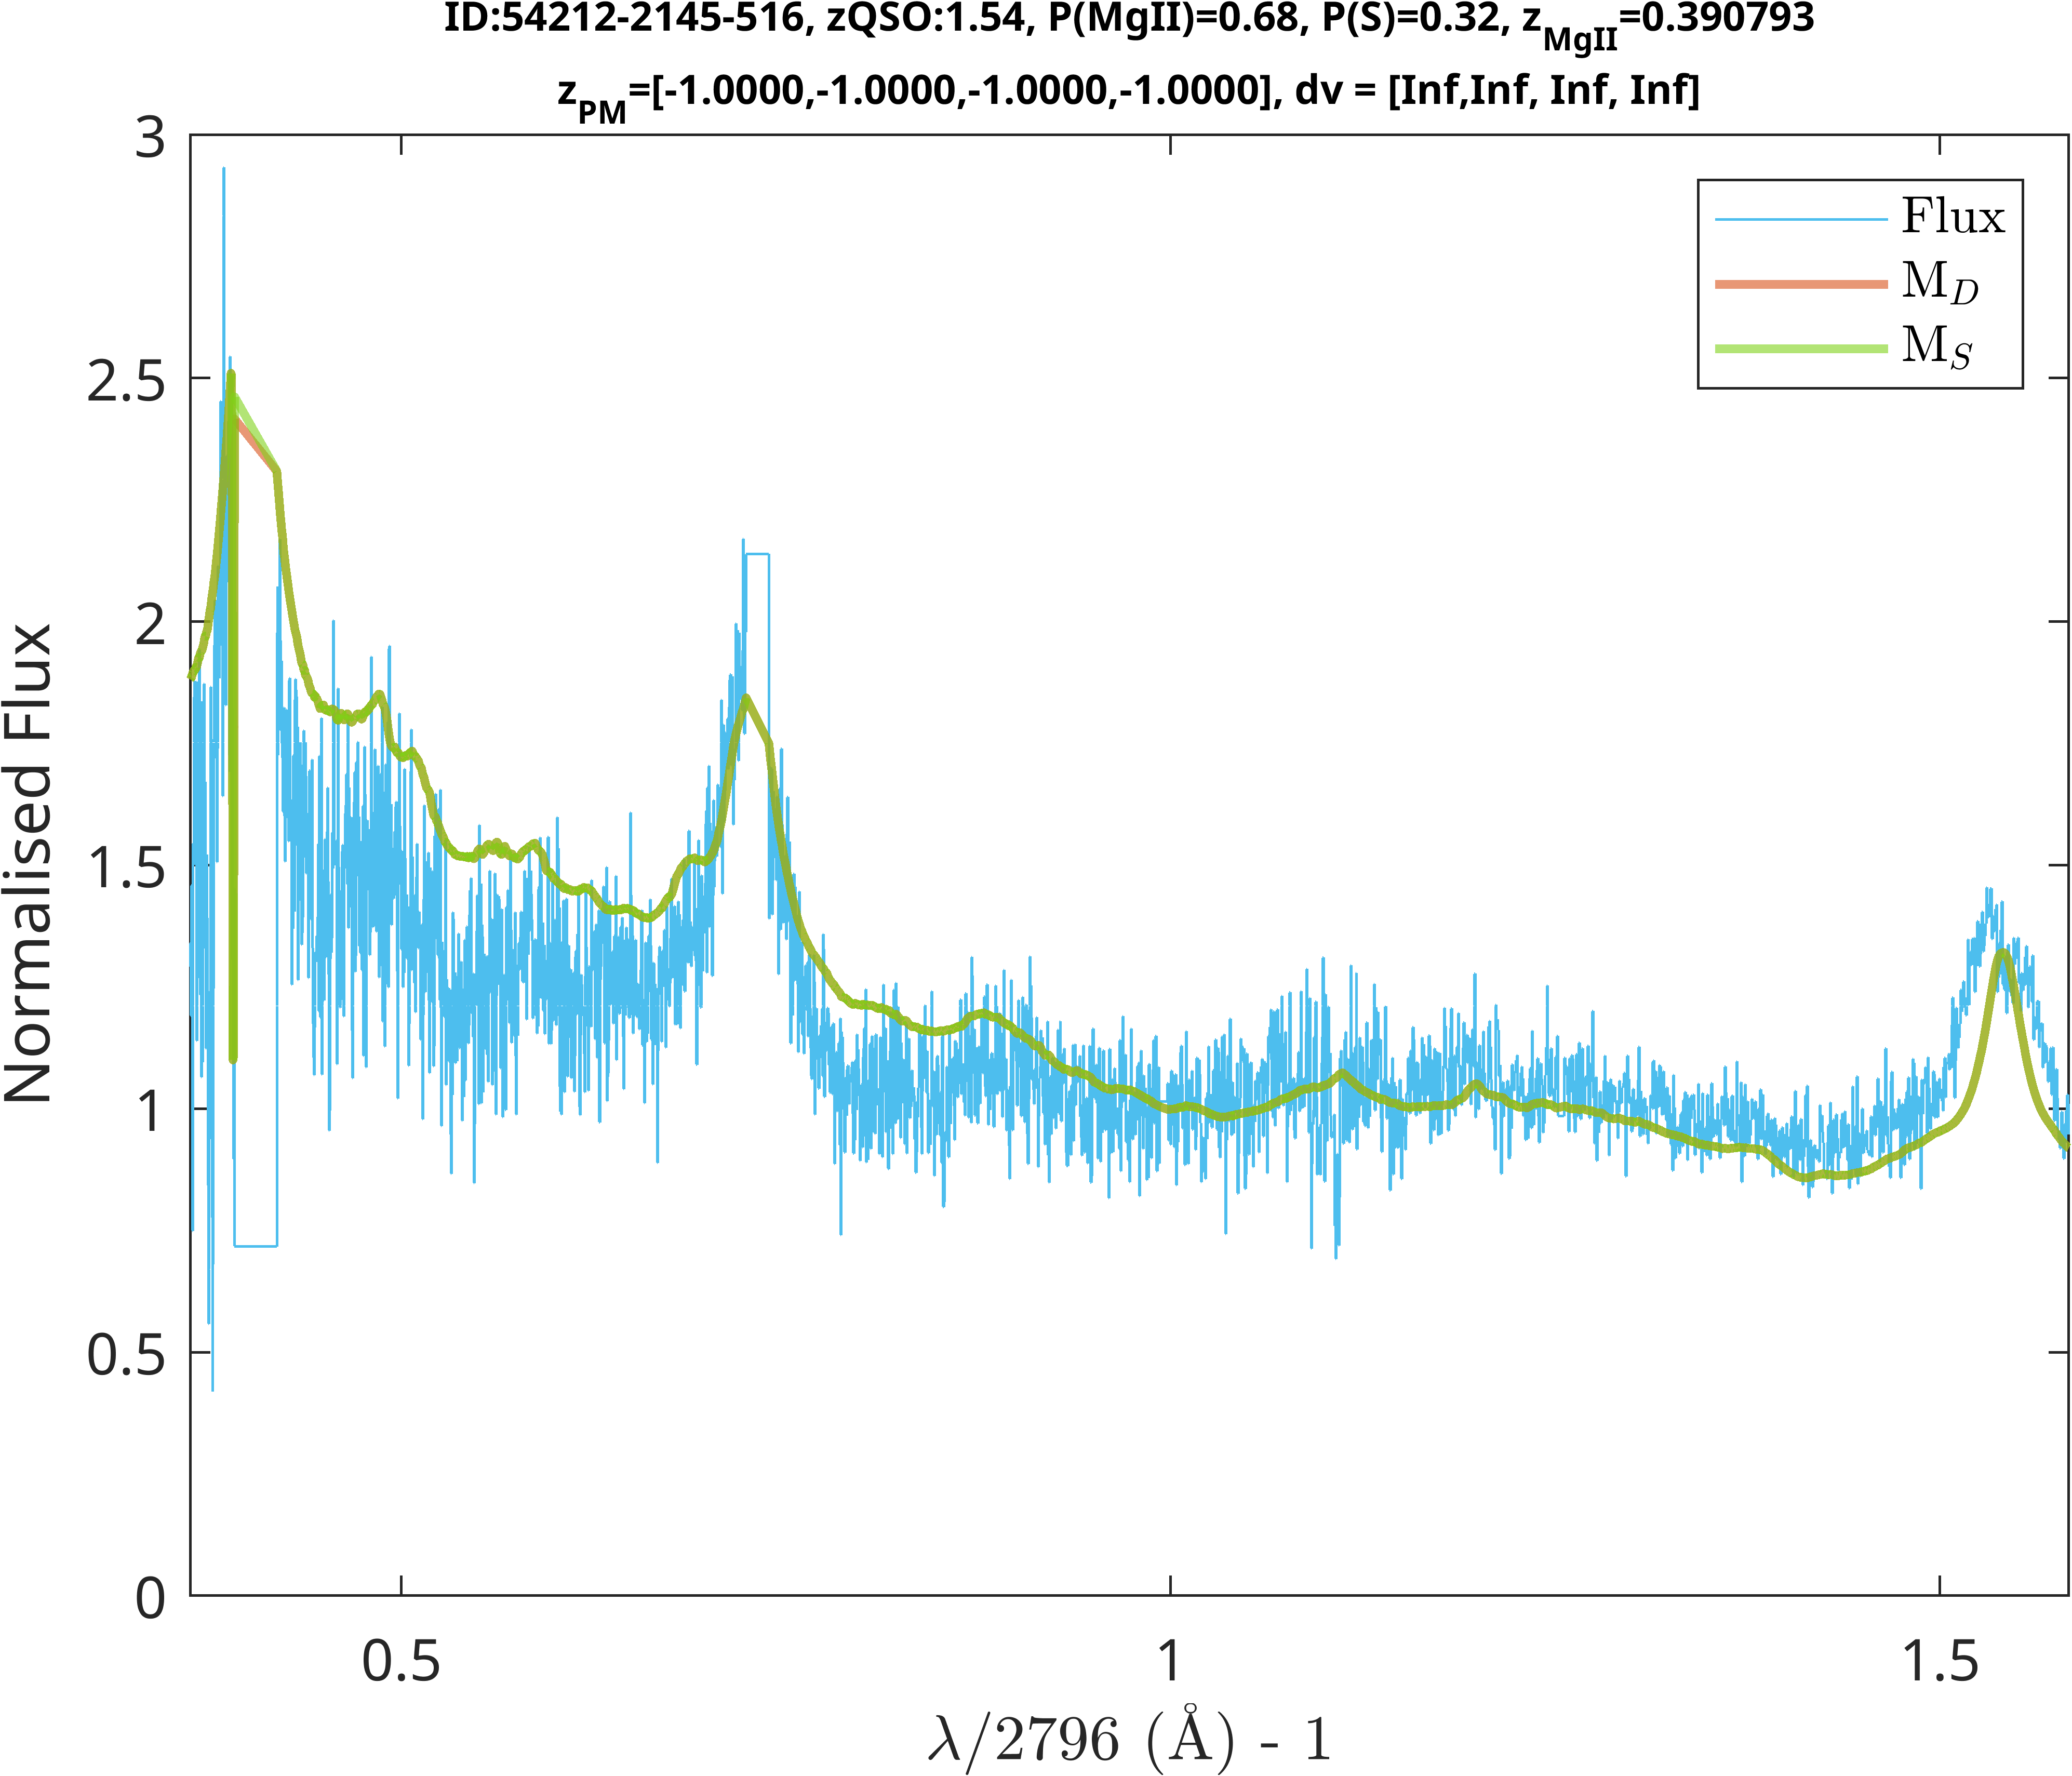 ID:54212-2145-516, zQSO:1.54, P(MgII)=0.68, P(S)=0.32, zMgII=0.390793
zPM=[-1.0000,-1.0000,-1.0000,-1.0000], dv = [Inf,Inf, Inf, Inf]
3
2.5
2
1.5
1
0.5
0
Normalised Flux
Flux
MD
MS
0.5
1
1.5
λ/2796 (Å) - 1